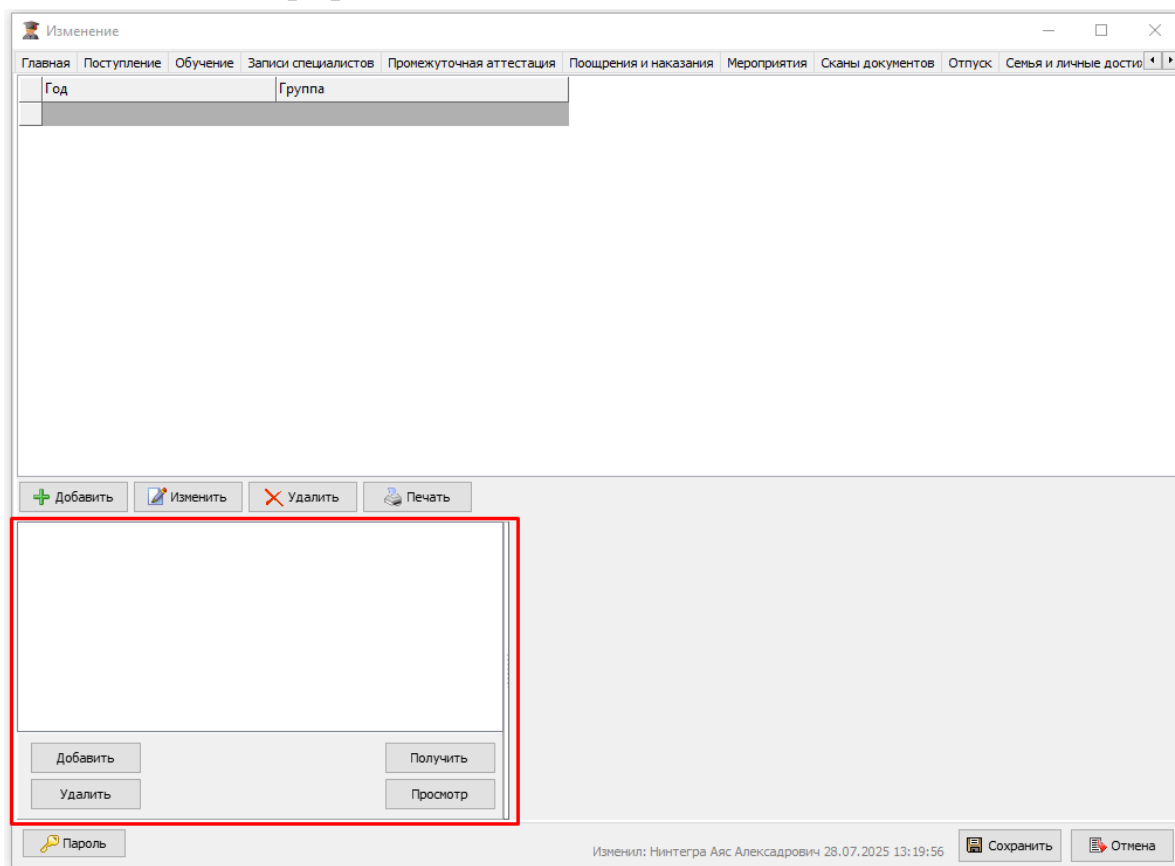 Изменение
Главная Поступление Обучение Записи специалистов Промежуточная аттестация Поощрения и наказания Мероприятия Сканы документов Отпуск Семья и личные дости
Год Группа
Добавить Изменить Удалить Печать
Добавить Получить
Удалить Просмотр
Пароль Изменил: Нинтегра Аяс Алексадрович 28.07.2025 13:19:56 Сохранить Отмена